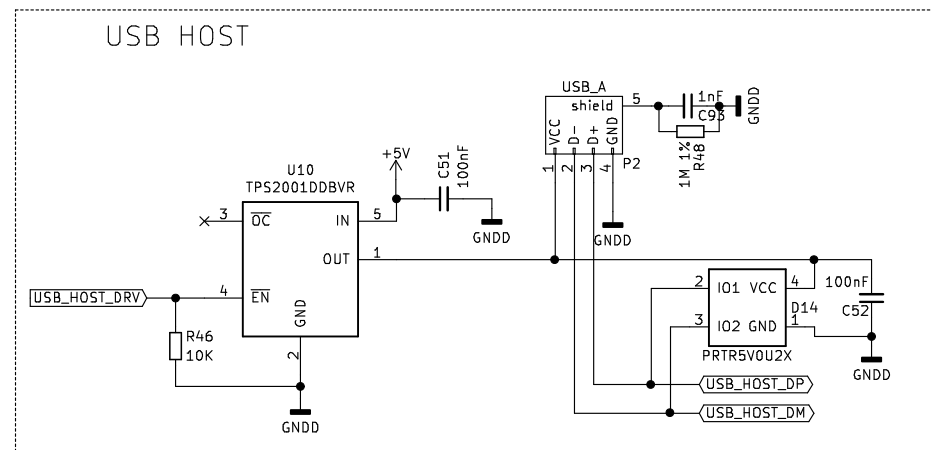 USB HOST
USB_A
shield
5
1nF
C93
GNDD
1M 1%
R48
VCC
D-
D+
GND
1
2
3
4
P2
GNDD
+5V
C51
100nF
GNDD
U10
TPS2001DDBVR
3
OC
IN
5
OUT
1
USB_HOST_DRV
4
EN
GND
2
R46
10K
GNDD
2
IO1
VCC
4
3
IO2
GND
1
D14
PRTR5V0U2X
100nF
C52
GNDD
USB_HOST_DP
USB_HOST_DM